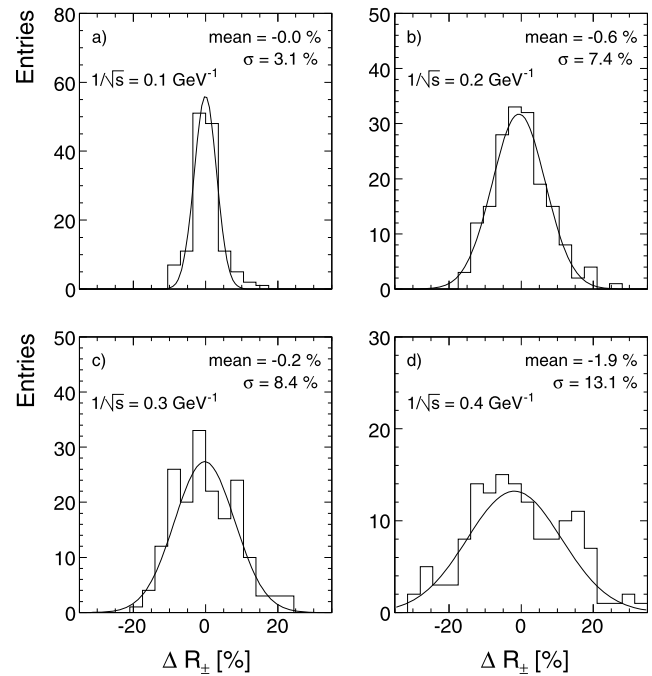 80
60
40
20
0
Entries
a)
mean = -0.0 %
σ = 3.1 %
1/√s = 0.1 GeV⁻¹
50
40
30
20
10
0
b)
mean = -0.6 %
σ = 7.4 %
1/√s = 0.2 GeV⁻¹
50
40
30
20
10
0
Entries
c)
mean = -0.2 %
σ = 8.4 %
1/√s = 0.3 GeV⁻¹
-20 0 20
Δ R± [%]
30
20
10
0
d)
mean = -1.9 %
σ = 13.1 %
1/√s = 0.4 GeV⁻¹
-20 0 20
Δ R± [%]